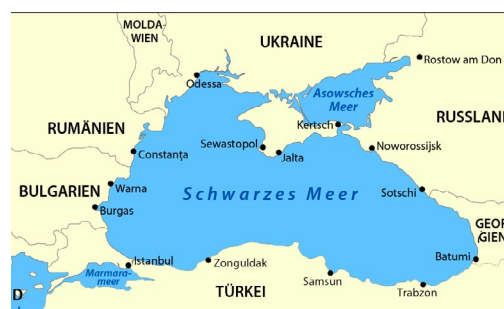 MOLDA-
WIEN
UKRAINE
Rostow am Don
Odessa
Asowsches
Meer
RUSSLAN
Kertsch
RUMÄNIEN
Constanța
Sewastopol
Jalta
Noworossijsk
Warna
BULGARIEN
Schwarzes Meer
Sotschi
Burgas
GEOR
GIEN
Istanbul
Zonguldak
Batumi
Marmara-
meer
Samsun
D
TÜRKEI
Trabzon